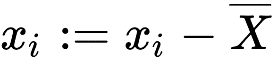 $x_i := x_i - \overline{X}$